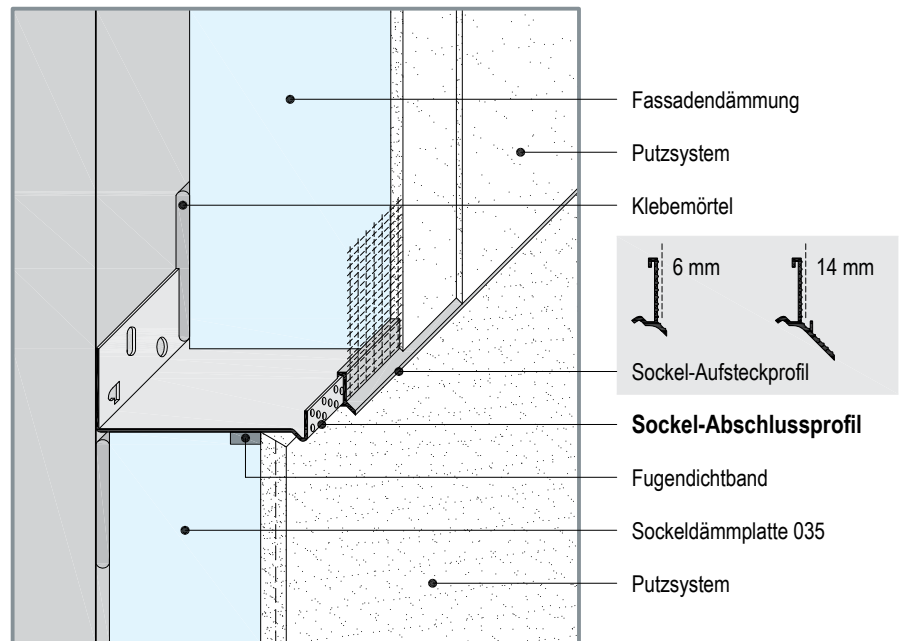 Fassadendämmung
Putzsystem
Klebemörtel
6 mm
14 mm
Sockel-Aufsteckprofil
Sockel-Abschlussprofil
Fugendichtband
Sockeldämmplatte 035
Putzsystem